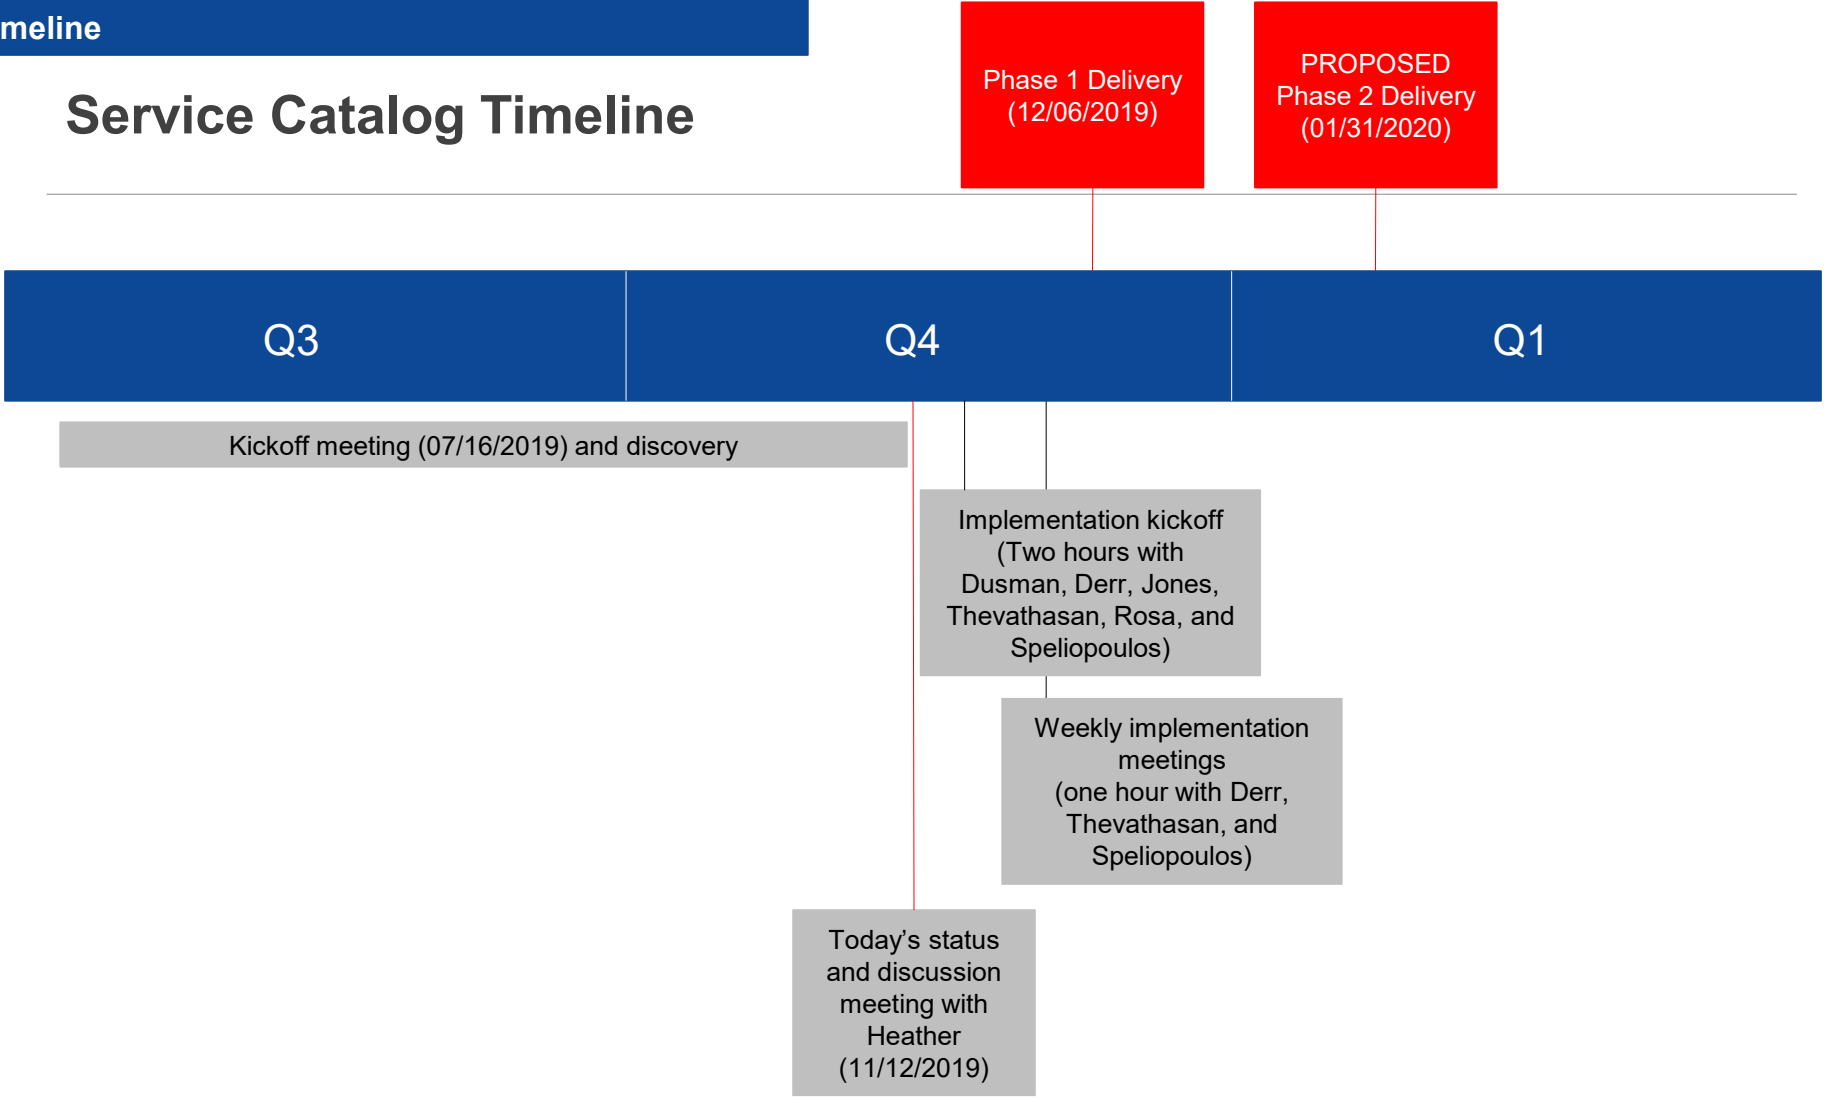 meline
Service Catalog Timeline
Phase 1 Delivery
(12/06/2019)
PROPOSED
Phase 2 Delivery
(01/31/2020)
Q3
Q4
Q1
Kickoff meeting (07/16/2019) and discovery
Implementation kickoff
(Two hours with
Dusman, Derr, Jones,
Thevathasan, Rosa, and
Speliopoulos)
Weekly implementation
meetings
(one hour with Derr,
Thevathasan, and
Speliopoulos)
Today’s status
and discussion
meeting with
Heather
(11/12/2019)